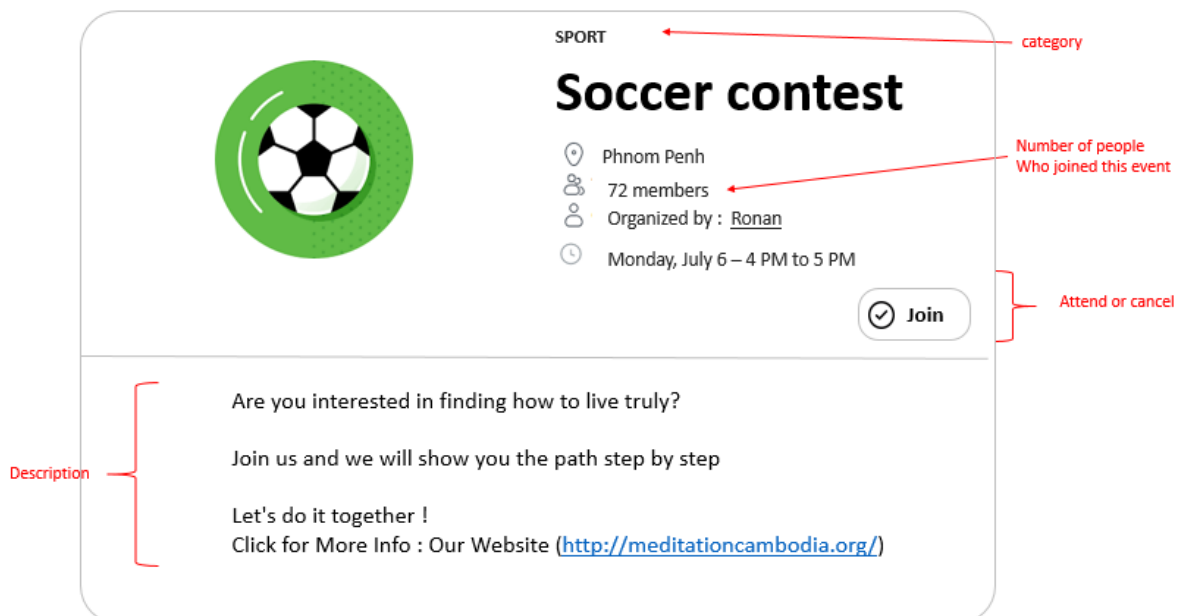 SPORT
category
Soccer contest
Number of people
Who joined this event
Phnom Penh
72 members
Organized by : Ronan
Monday, July 6 – 4 PM to 5 PM
Attend or cancel
Join
Are you interested in finding how to live truly?
Description
Join us and we will show you the path step by step
Let's do it together !
Click for More Info : Our Website (http://meditationcambodia.org/)